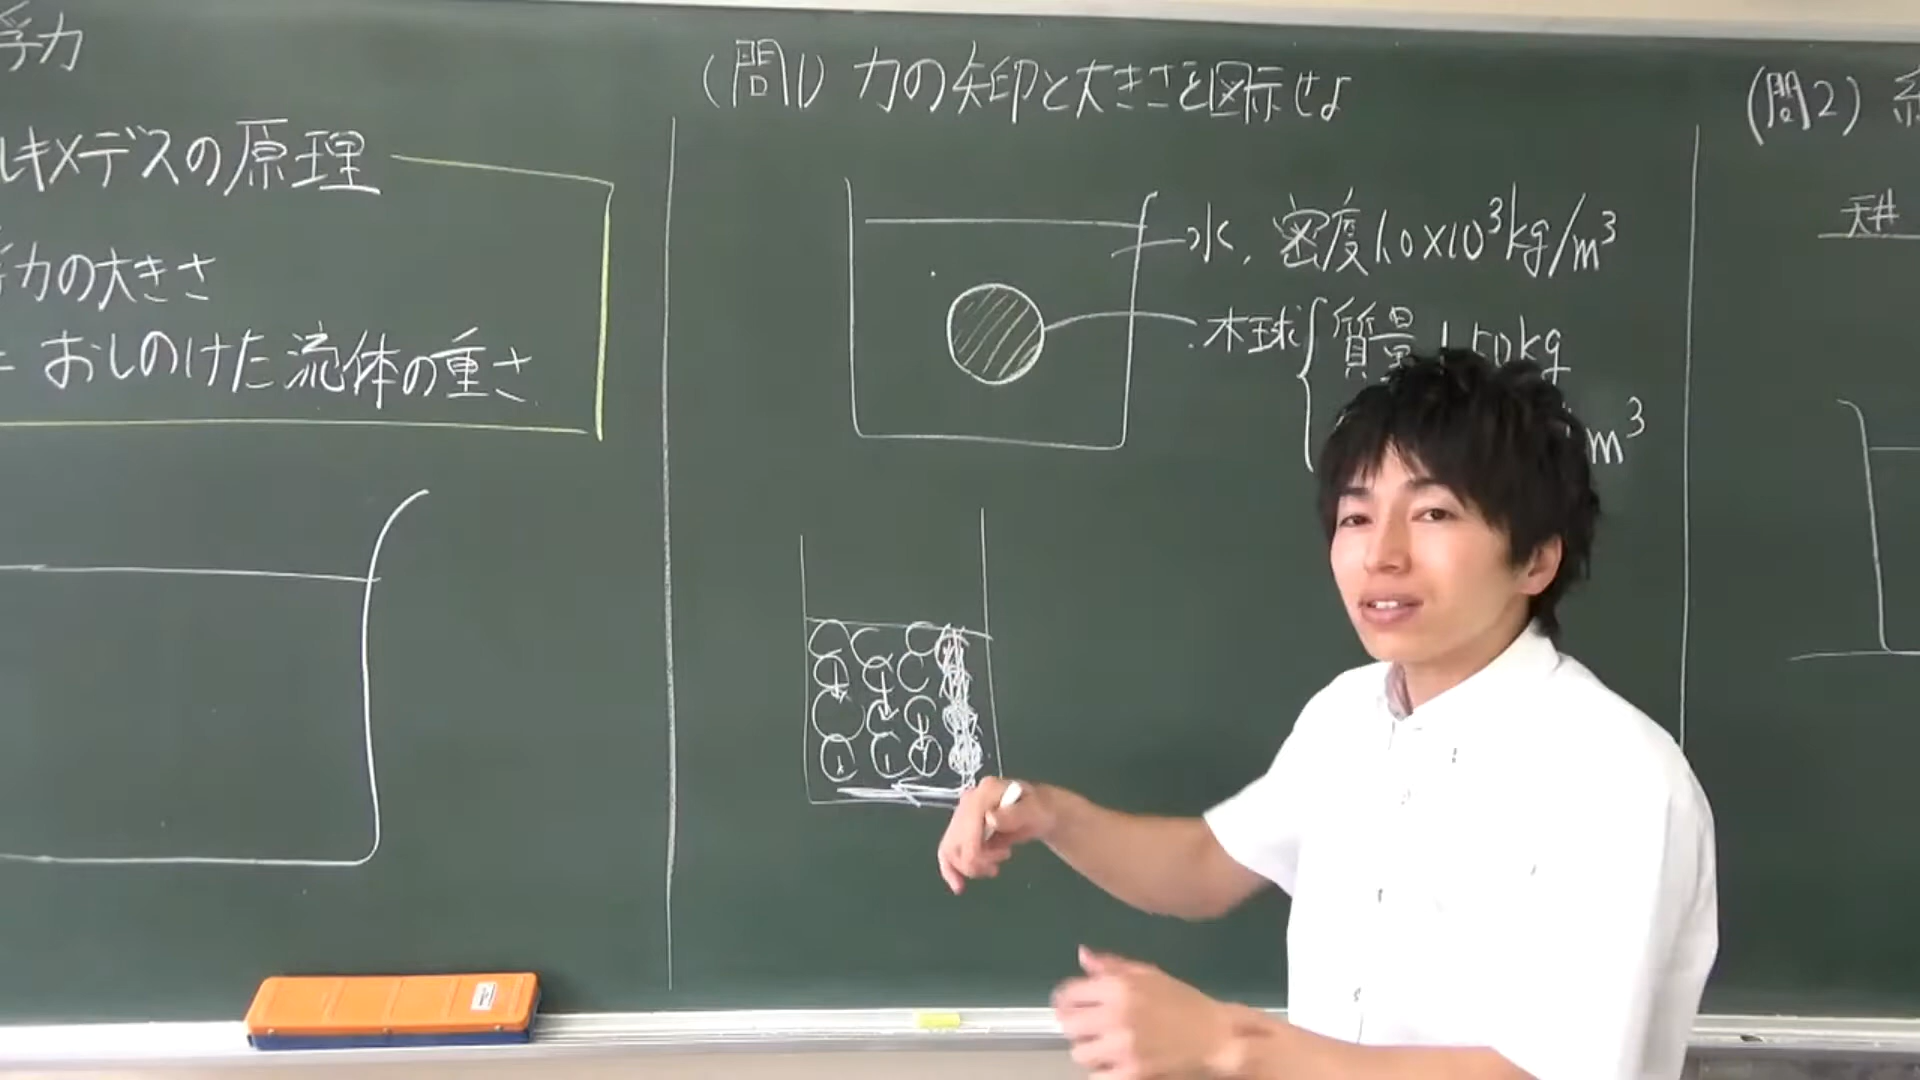 浮力
ルキメデスの原理
浮力の大きさ
= おしのけた流体の重さ
(問1) 力の矢印と大きさを図示せよ
水, 密度1.0×10³kg/m³
木球 質量 150kg
m³
(問2)
天井